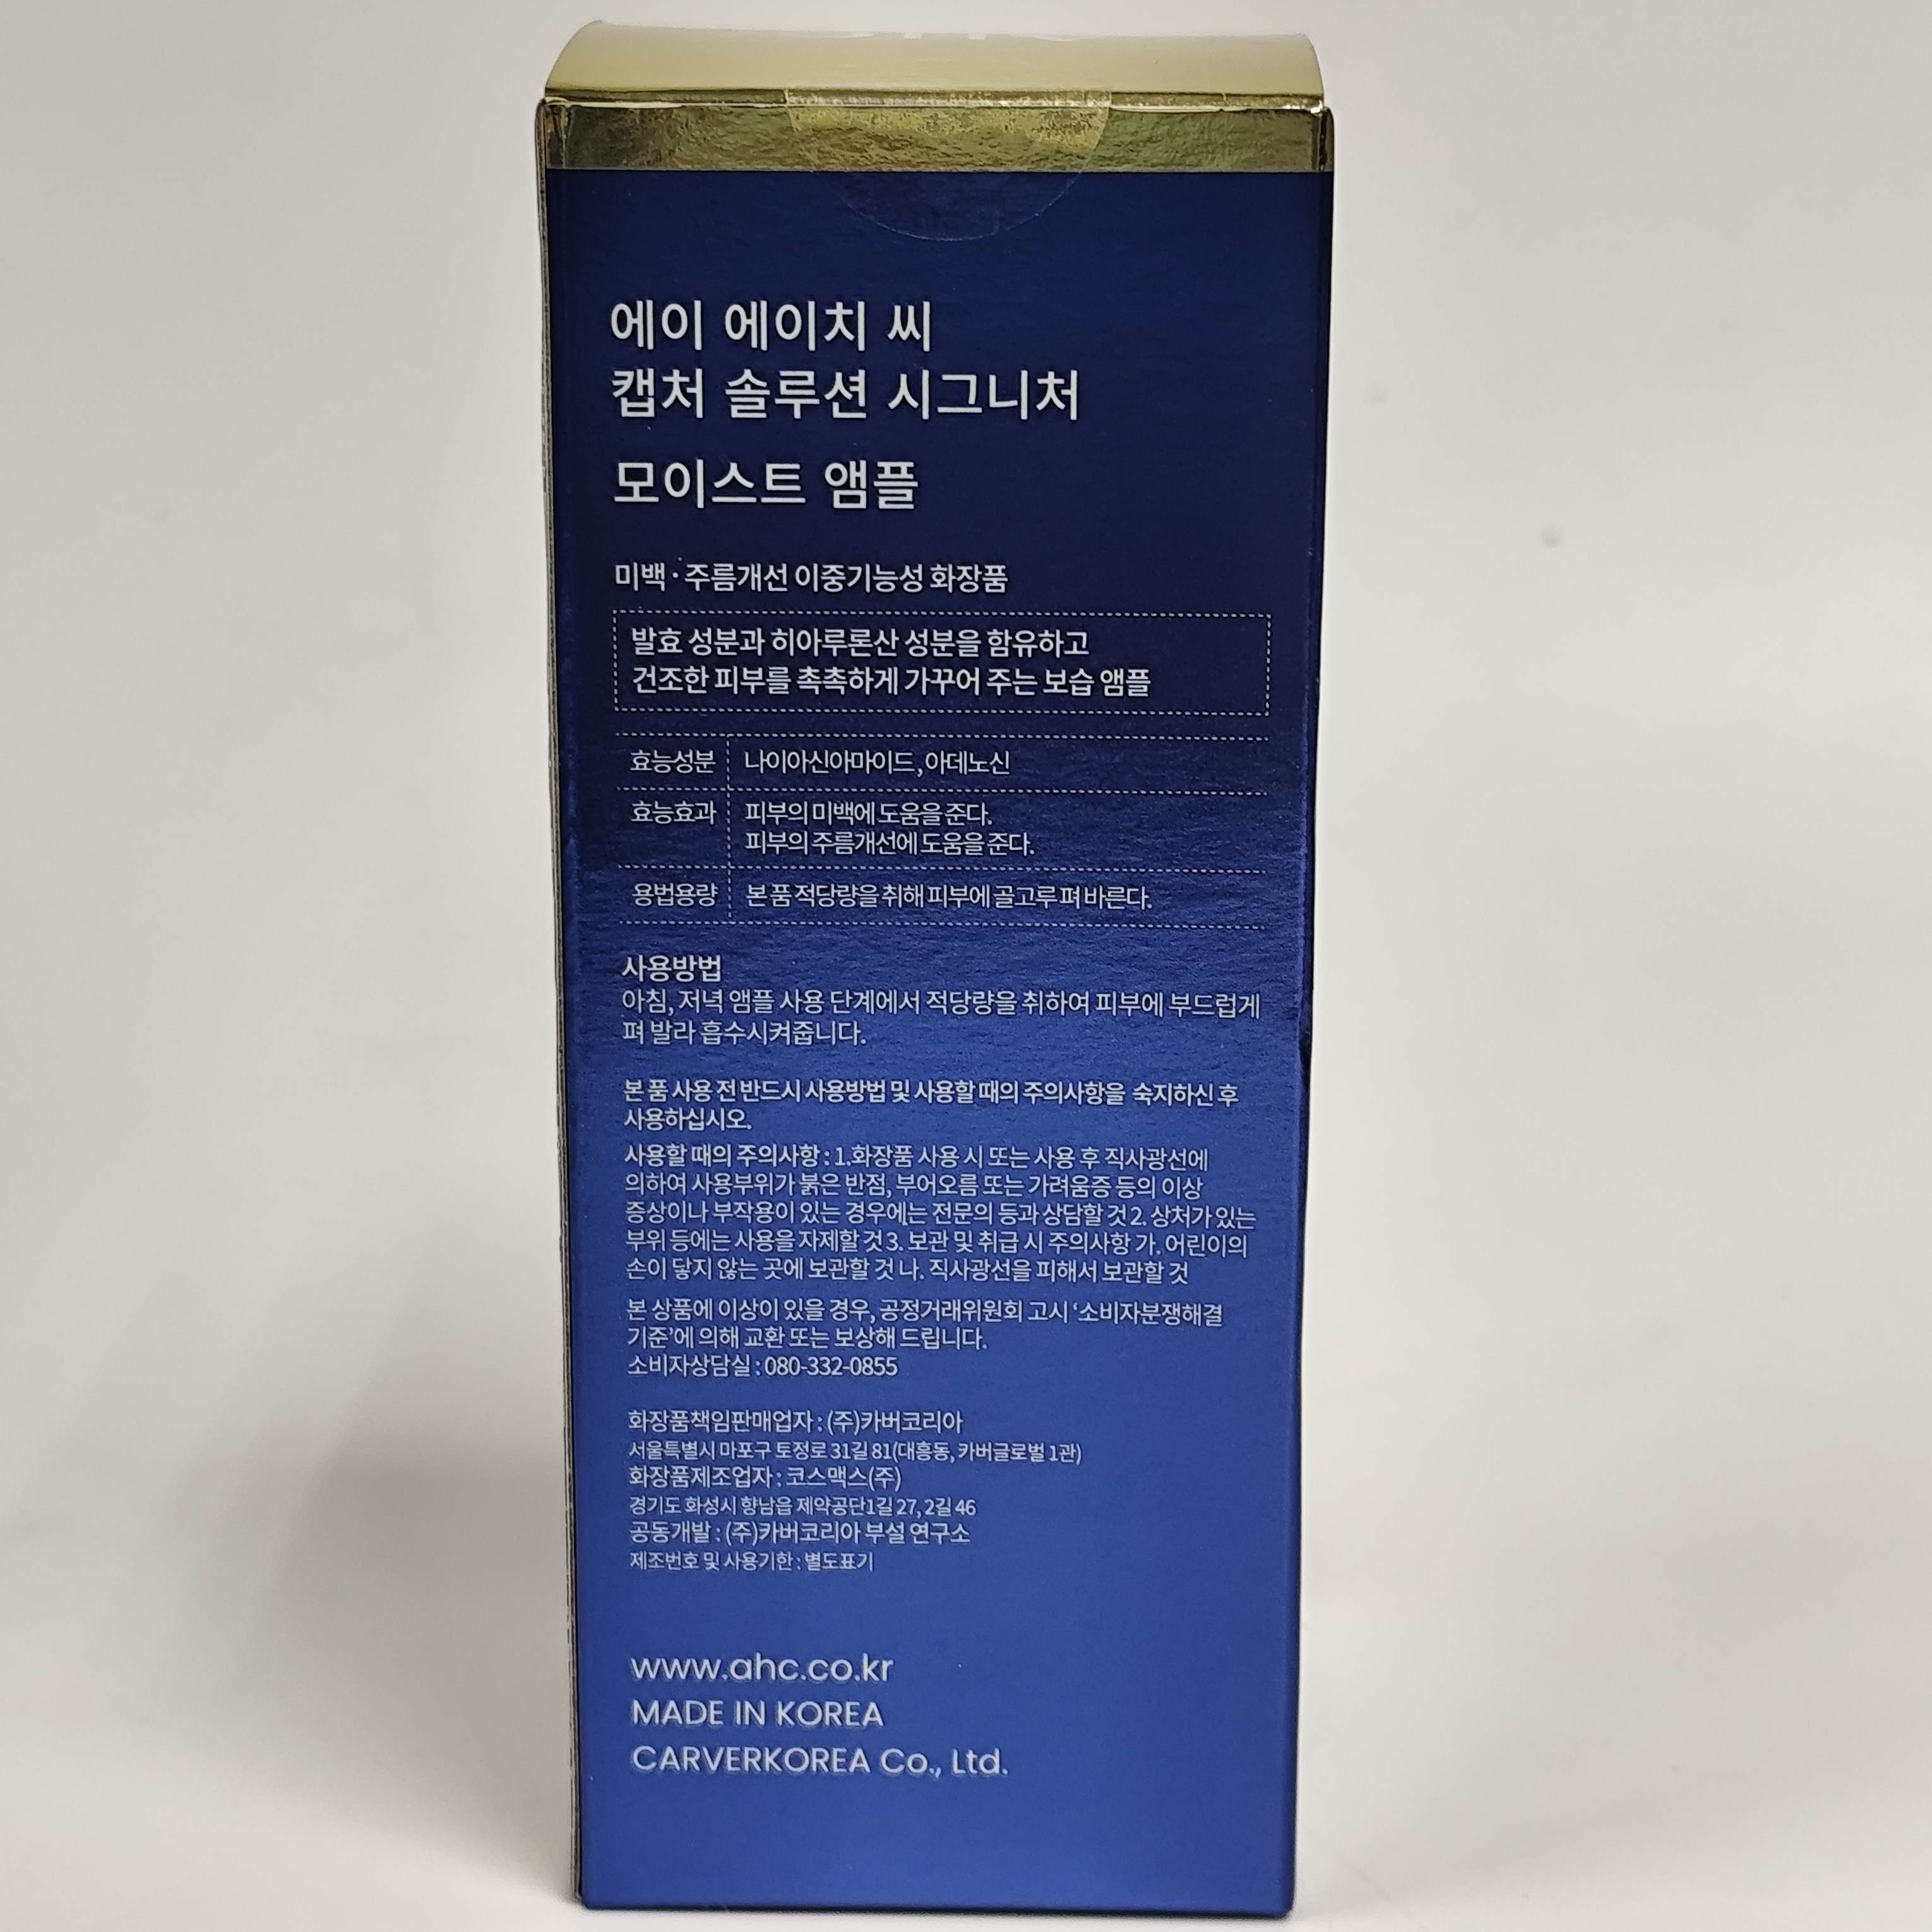 에이 에이치 씨
캡처 솔루션 시그니처
모이스트 앰플
미백·주름개선 이중기능성 화장품
발효 성분과 히아루론산 성분을 함유하고
건조한 피부를 촉촉하게 가꾸어 주는 보습 앰플
효능성분 나이아신아마이드, 아데노신
효능효과 피부의 미백에 도움을 준다.
피부의 주름개선에 도움을 준다.
용법용량 본 품 적당량을 취해 피부에 골고루 펴 바른다.
사용방법
아침, 저녁 앰플 사용 단계에서 적당량을 취하여 피부에 부드럽게
펴 발라 흡수시켜줍니다.
본 품 사용 전 반드시 사용방법 및 사용할 때의 주의사항을 숙지하신 후
사용하십시오.
사용할 때의 주의사항 : 1.화장품 사용 시 또는 사용 후 직사광선에
의하여 사용부위가 붉은 반점, 부어오름 또는 가려움증 등의 이상
증상이나 부작용이 있는 경우에는 전문의 등과 상담할 것 2. 상처가 있는
부위 등에는 사용을 자제할 것 3. 보관 및 취급 시 주의사항 가. 어린이의
손이 닿지 않는 곳에 보관할 것 나. 직사광선을 피해서 보관할 것
본 상품에 이상이 있을 경우, 공정거래위원회 고시 ‘소비자분쟁해결
기준’에 의해 교환 또는 보상해 드립니다.
소비자상담실 : 080-332-0855
화장품책임판매업자 : (주)카버코리아
서울특별시 마포구 토정로 31길 81(대흥동, 카버글로벌 1관)
화장품제조업자 : 코스맥스(주)
경기도 화성시 향남읍 제약공단1길 27, 2길 46
공동개발 : (주)카버코리아 부설 연구소
제조번호 및 사용기한 : 별도표기
www.ahc.co.kr
MADE IN KOREA
CARVERKOREA Co., Ltd.